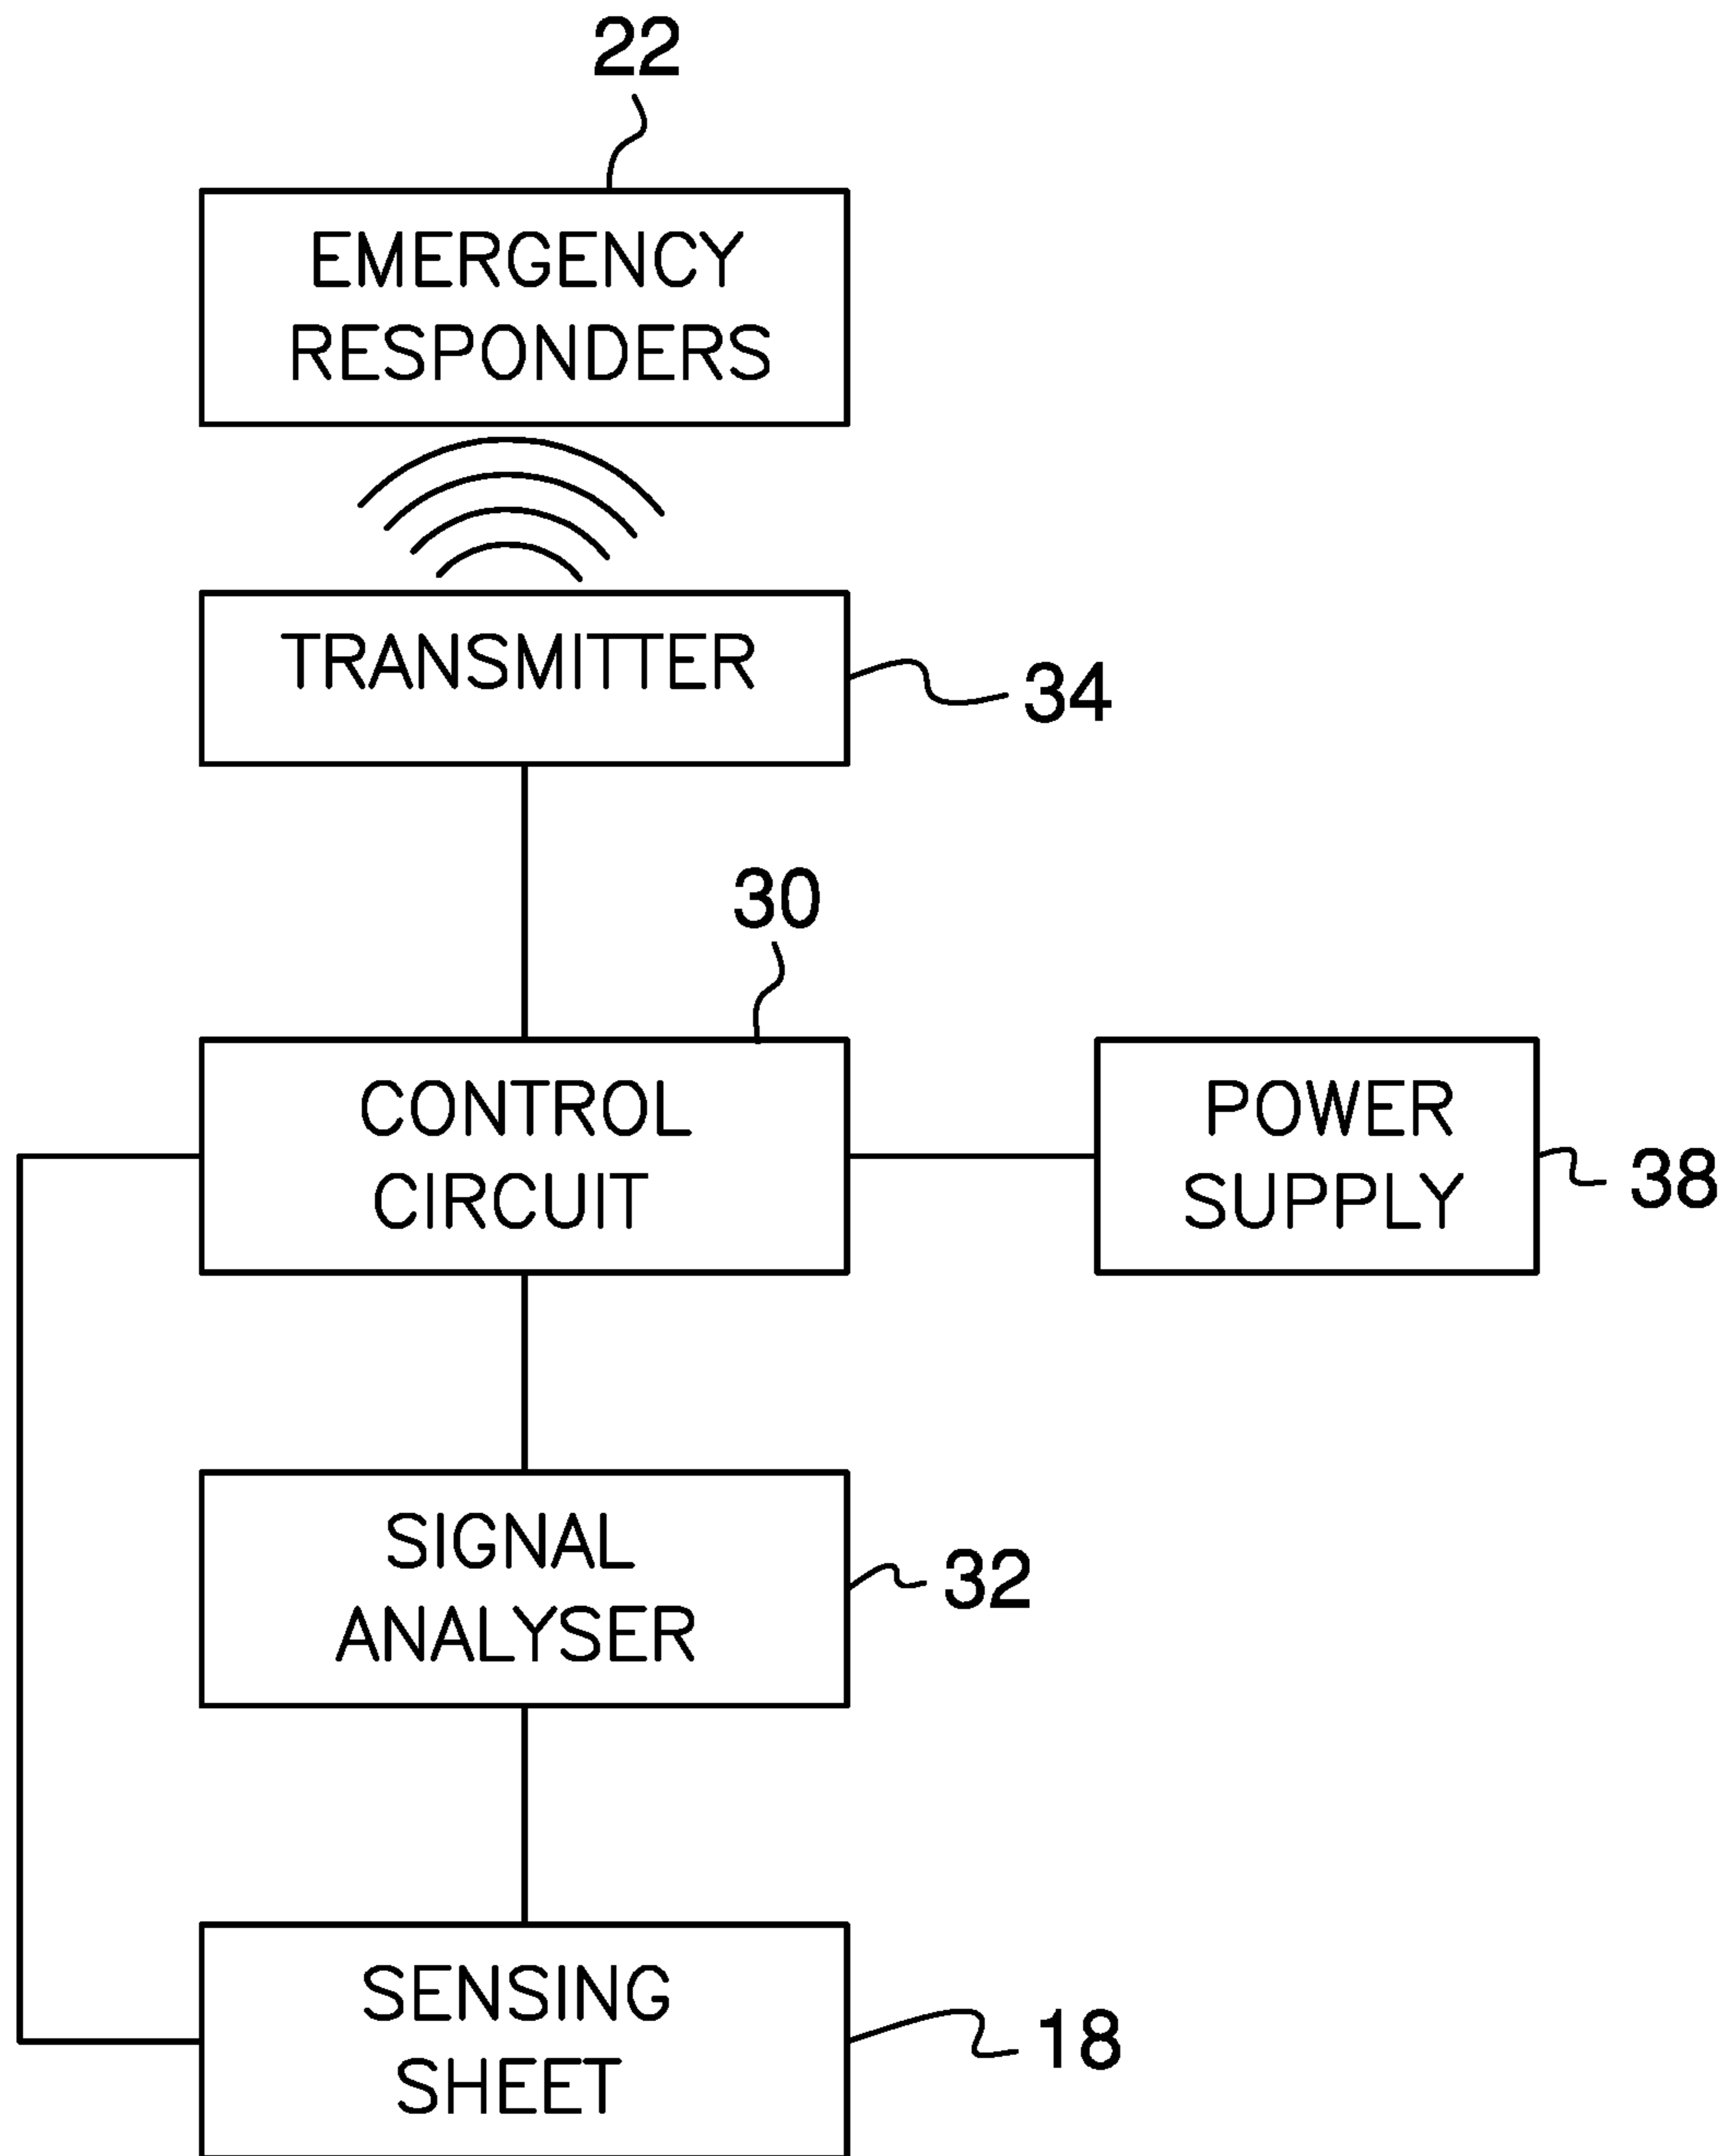 22
EMERGENCY
RESPONDERS
TRANSMITTER
34
30
CONTROL
CIRCUIT
POWER
SUPPLY
38
SIGNAL
ANALYSER
32
SENSING
SHEET
18